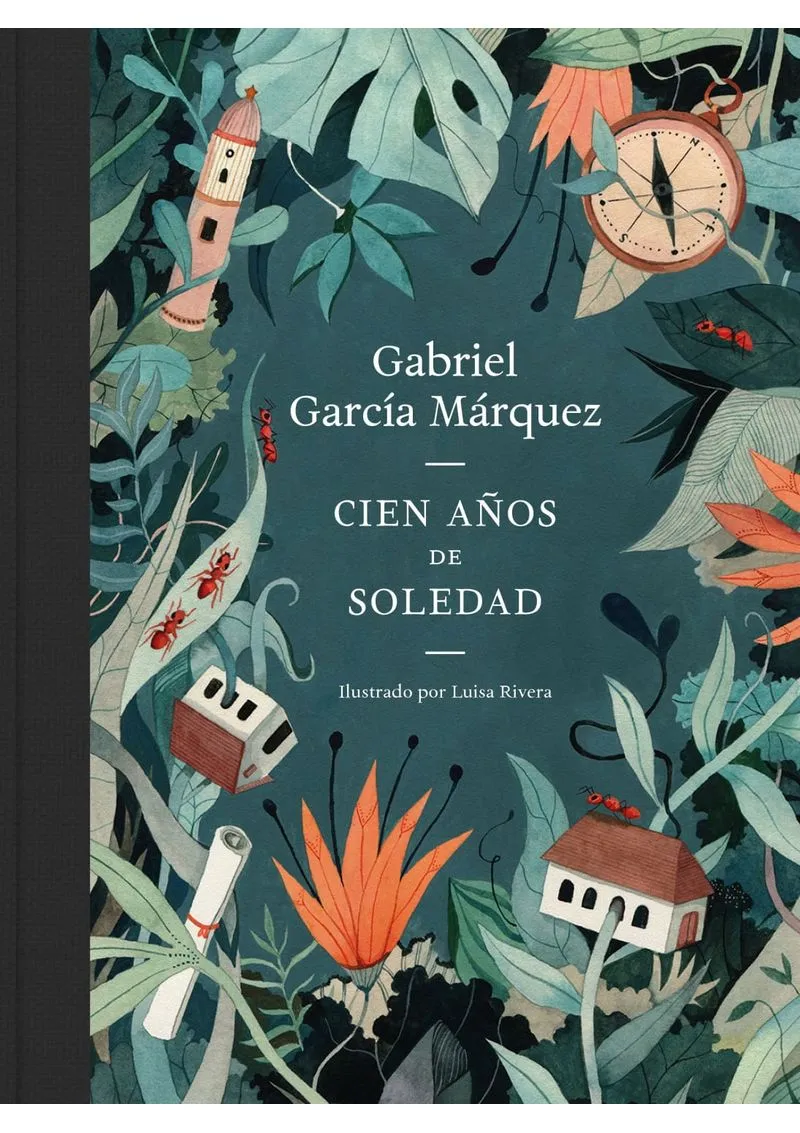 Gabriel
García Márquez
CIEN AÑOS
DE
SOLEDAD
Ilustrado por Luisa Rivera
N
E
S